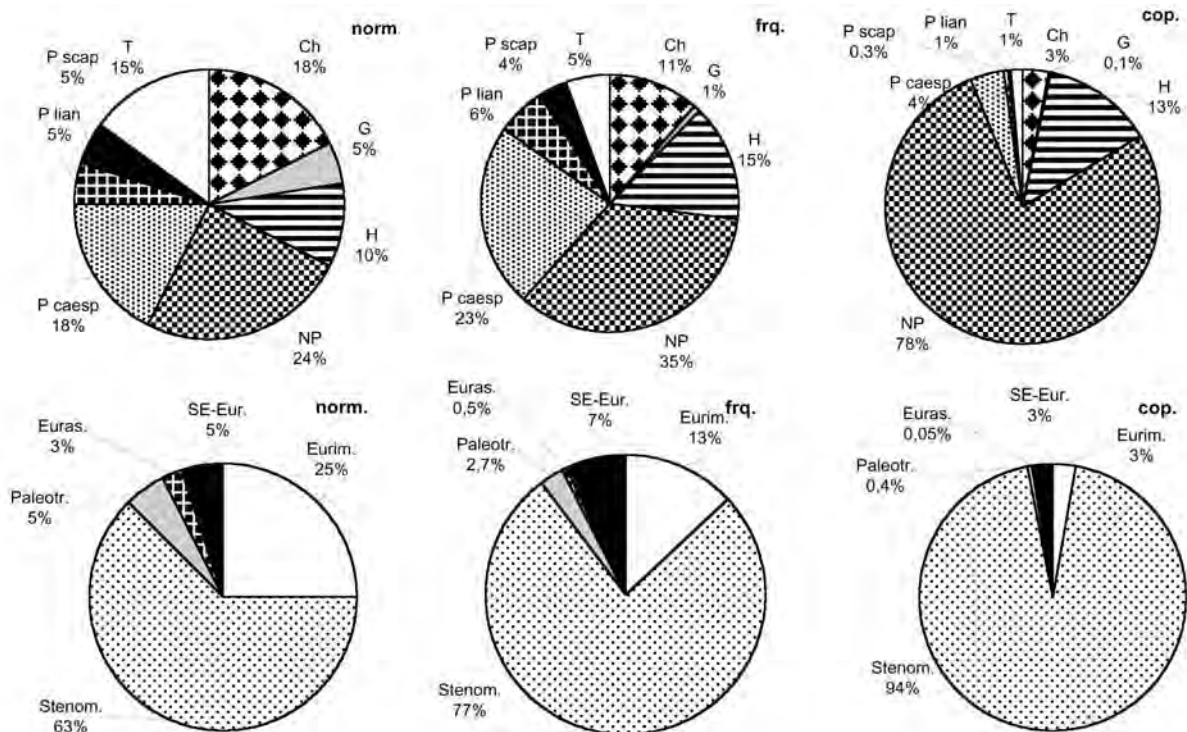 norm.
Ch
18%
G
5%
H
10%
NP
24%
P caesp
18%
P lian
5%
P scap
5%
T
15%
frq.
Ch
11%
G
1%
H
15%
NP
35%
P caesp
23%
P lian
6%
P scap
4%
T
5%
cop.
Ch
3%
G
0,1%
H
13%
NP
78%
P caesp
4%
P scap
0.3%
P lian
1%
T
1%
norm.
Eurim.
25%
Stenom.
63%
Paleotr.
5%
Euras.
3%
SE-Eur.
5%
frq.
Eurim.
13%
Stenom.
77%
Paleotr.
2,7%
Euras.
0,5%
SE-Eur.
7%
cop.
Eurim.
3%
Stenom.
94%
Paleotr.
0,4%
Euras.
0,05%
SE-Eur.
3%